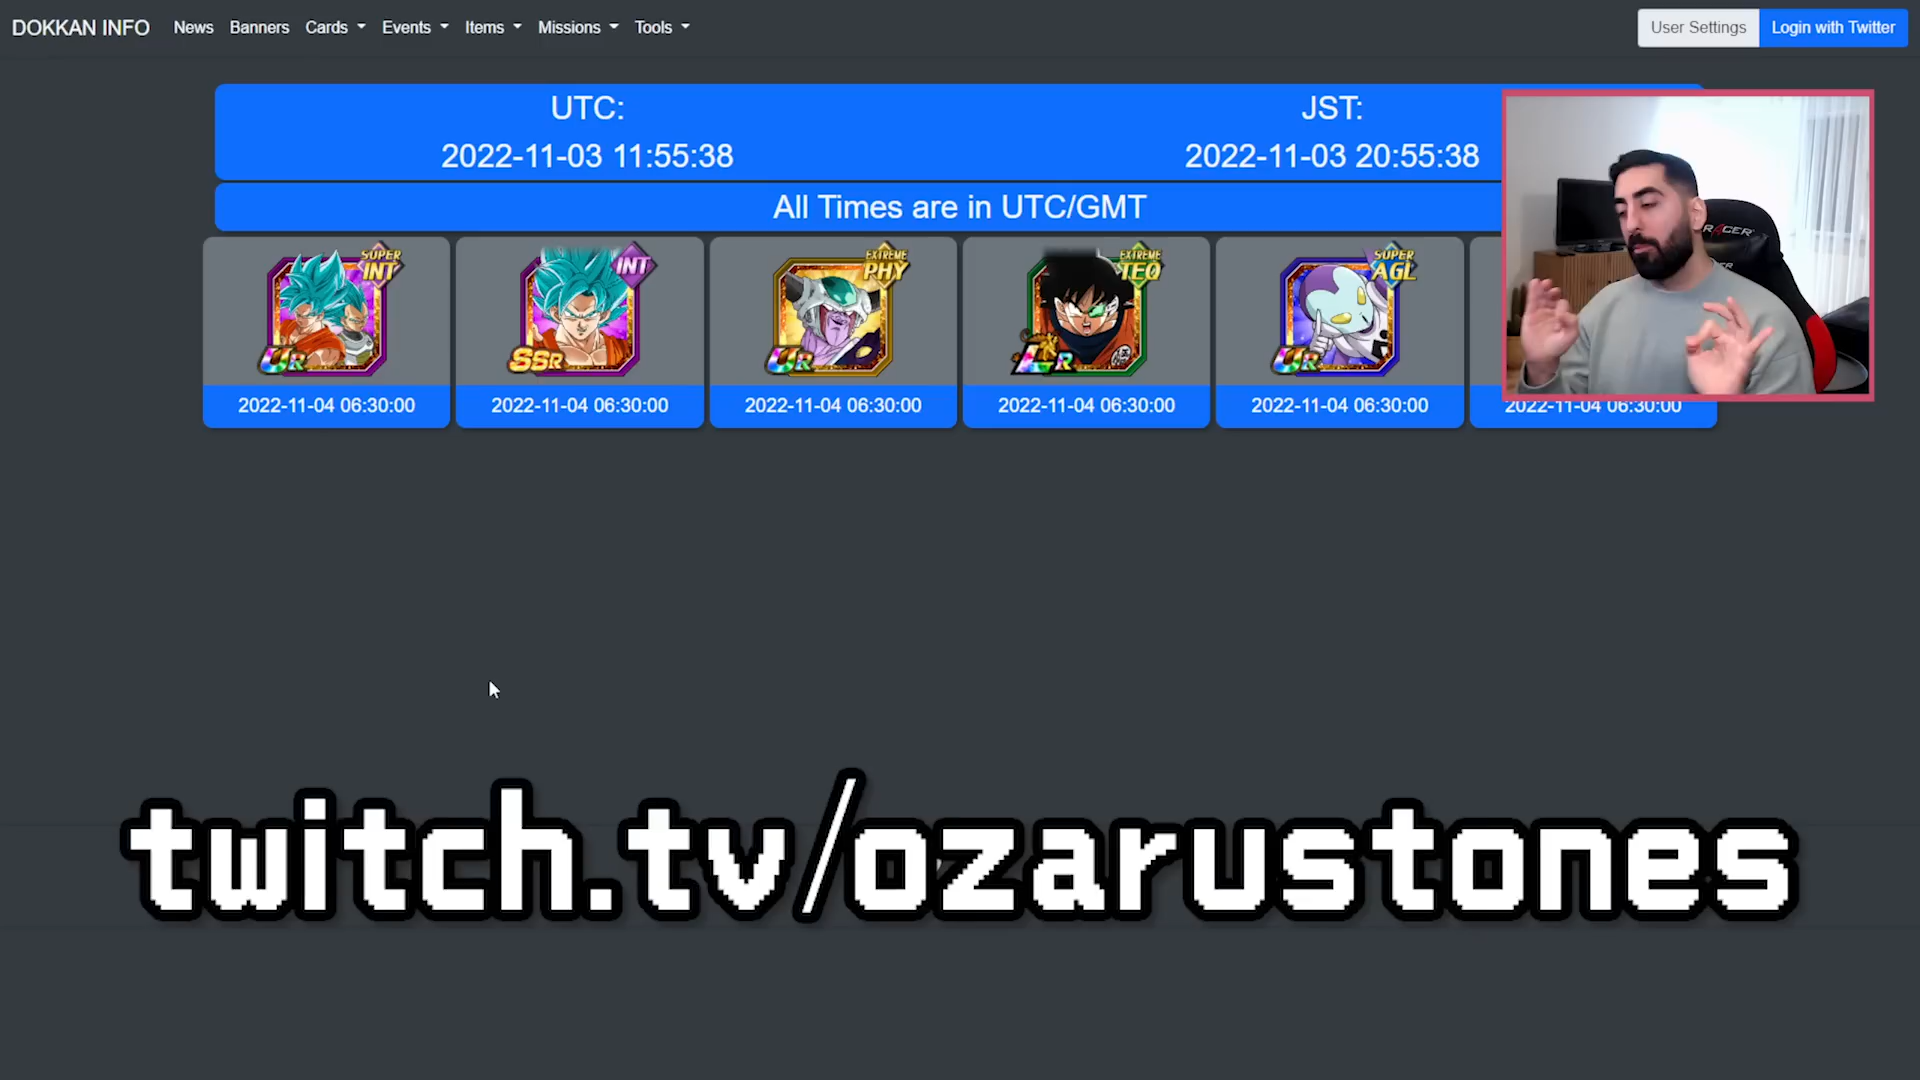 DOKKAN INFO
News
Banners
Cards
Events
Items
Missions
Tools
User Settings
Login with Twitter
UTC:
2022-11-03 11:55:38
JST:
2022-11-03 20:55:38
All Times are in UTC/GMT
SUPER
INT
UR
INT
SSR
EXTREME
PHY
UR
EXTREME
TEQ
LR
SUPER
AGL
UR
2022-11-04 06:30:00
2022-11-04 06:30:00
2022-11-04 06:30:00
2022-11-04 06:30:00
2022-11-04 06:30:00
2022-11-04 06:30:00
twitch.tv/ozarustones